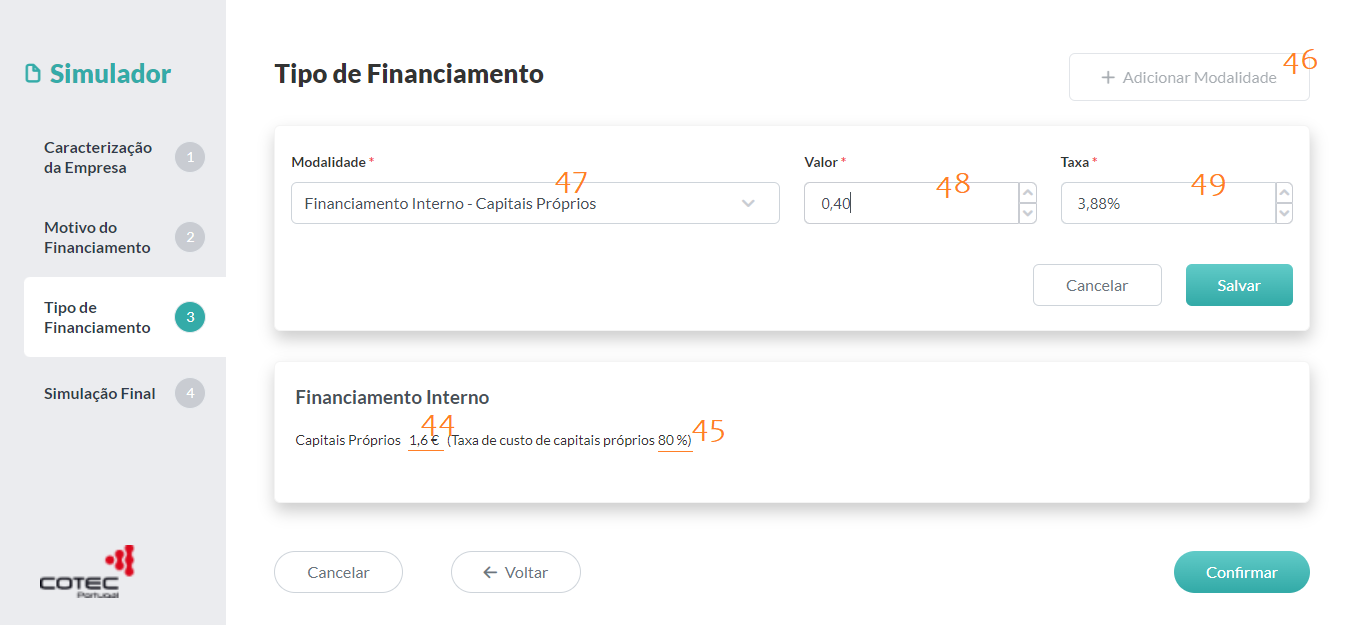 Simulador
Caracterização
da Empresa
1
Motivo do
Financiamento
2
Tipo de
Financiamento
3
Simulação Final
4
COTEC
Portugal
Tipo de Financiamento
+ Adicionar Modalidade
46
Modalidade *
47
Financiamento Interno - Capitais Próprios
Valor *
48
0,40
Taxa *
49
3,88%
Cancelar
Salvar
Financiamento Interno
44
45
Capitais Próprios 1,6 € (Taxa de custo de capitais próprios 80 %)
Cancelar
← Voltar
Confirmar